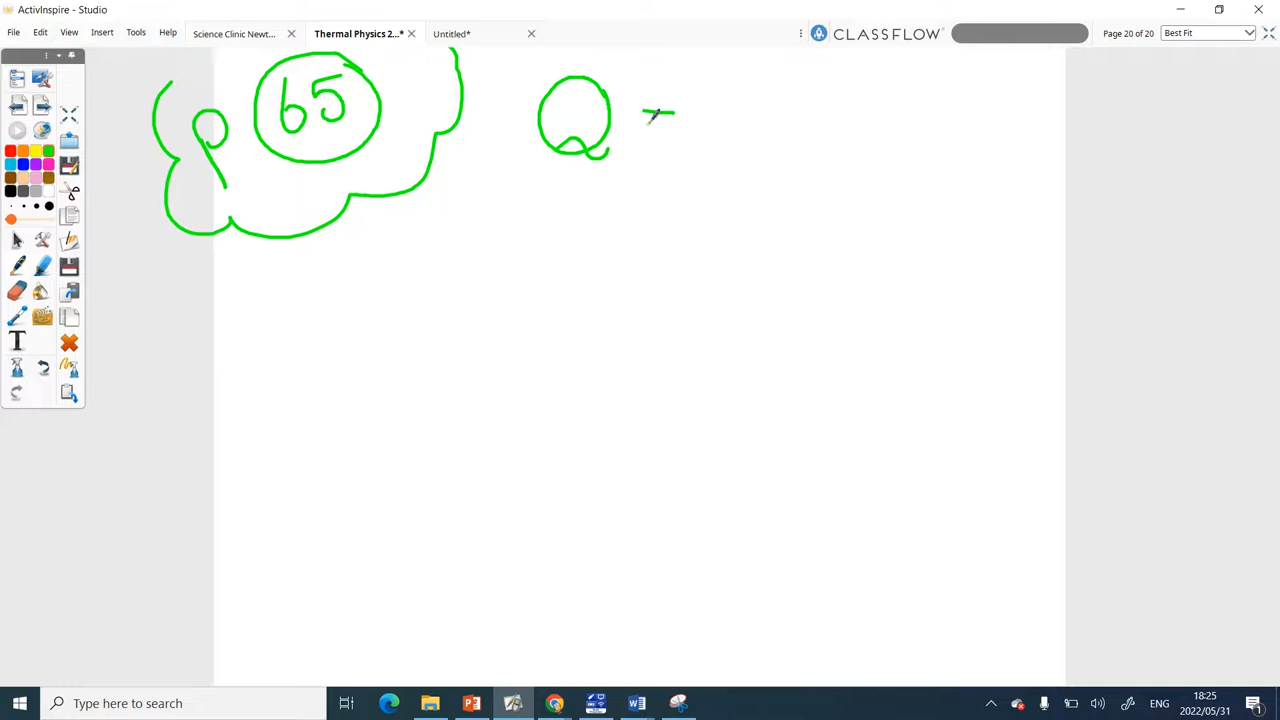 ActivInspire - Studio
File Edit View Insert Tools Help
Science Clinic Newt...
Thermal Physics 2...*
Untitled*
CLASSFLOW
Page 20 of 20
Best Fit
P 65
Q -
T
Type here to search
ENG
18:25
2022/05/31
1